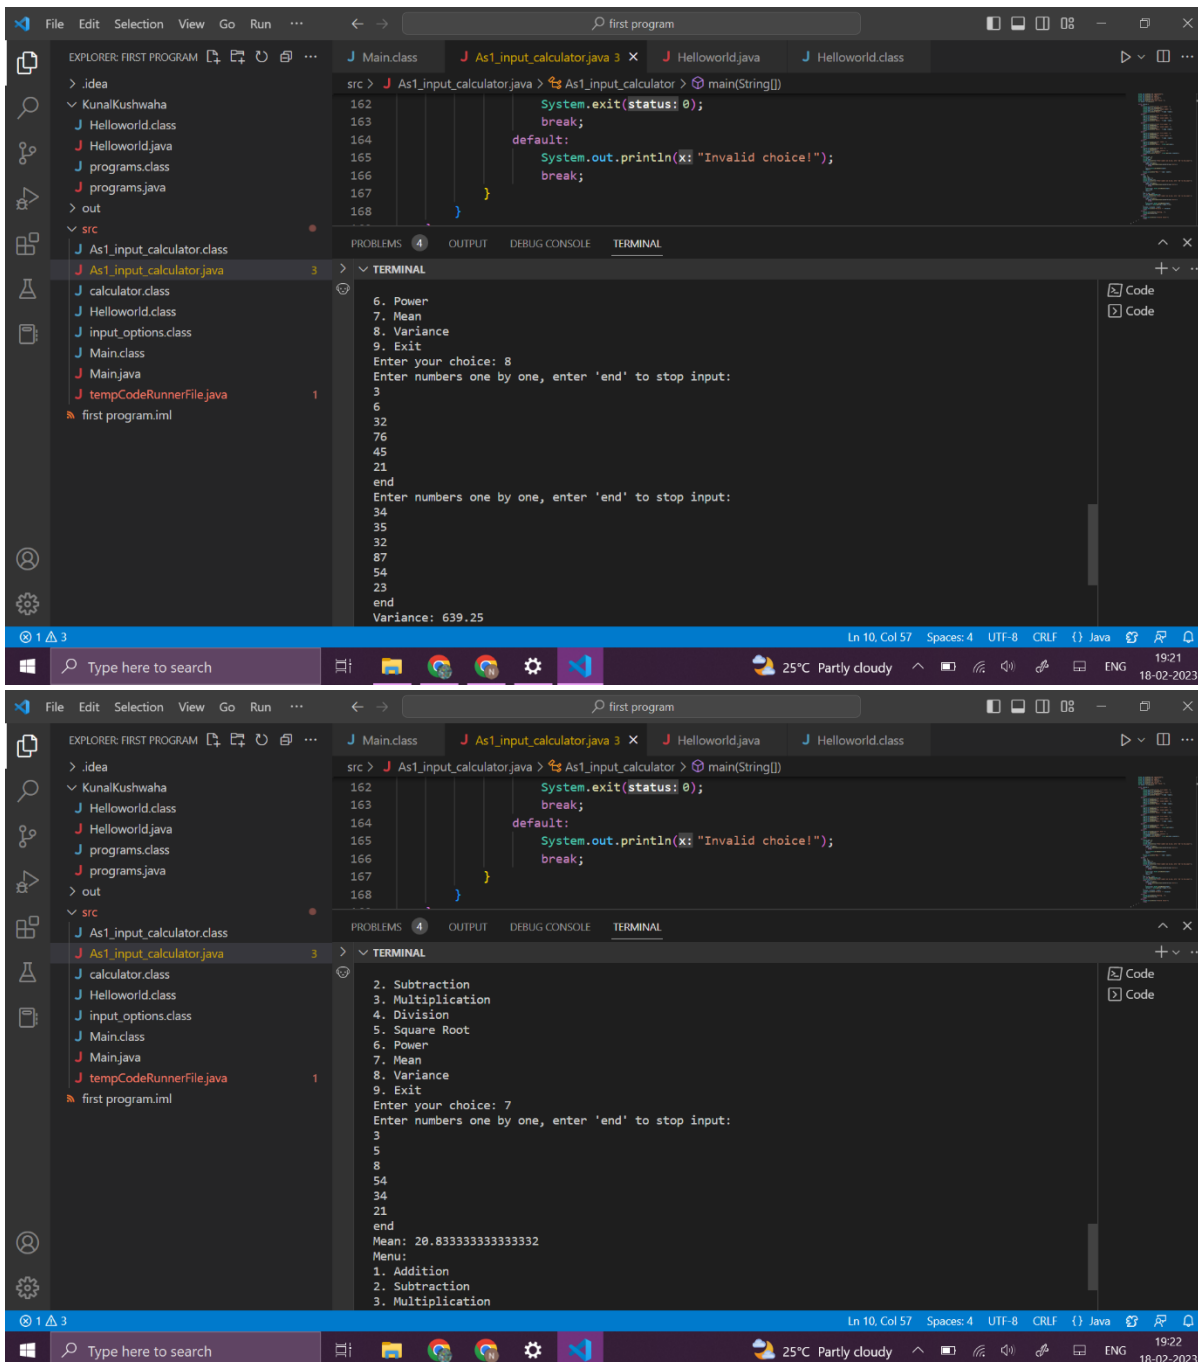 File Edit Selection View Go Run ··· first program
EXPLORER: FIRST PROGRAM
> .idea
KunalKushwaha
J Helloworld.class
J Helloworld.java
J programs.class
J programs.java
> out
src
J As1_input_calculator.class
J As1_input_calculator.java 3
J calculator.class
J Helloworld.class
J input_options.class
J Main.class
J Main.java
J tempCodeRunnerFile.java 1
first program.iml
J Main.class J As1_input_calculator.java 3 J Helloworld.java J Helloworld.class
src > J As1_input_calculator.java > As1_input_calculator > main(String[])
162 System.exit(status: 0);
163 break;
164 default:
165 System.out.println(x: "Invalid choice!");
166 break;
167 }
168 }
PROBLEMS 4 OUTPUT DEBUG CONSOLE TERMINAL
TERMINAL
Code
Code
6. Power
7. Mean
8. Variance
9. Exit
Enter your choice: 8
Enter numbers one by one, enter 'end' to stop input:
3
6
32
76
45
21
end
Enter numbers one by one, enter 'end' to stop input:
34
35
32
87
54
23
end
Variance: 639.25
1 3 Ln 10, Col 57 Spaces: 4 UTF-8 CRLF {} Java
Type here to search 25°C Partly cloudy ENG 19:21
18-02-2023
File Edit Selection View Go Run ··· first program
EXPLORER: FIRST PROGRAM
> .idea
KunalKushwaha
J Helloworld.class
J Helloworld.java
J programs.class
J programs.java
> out
src
J As1_input_calculator.class
J As1_input_calculator.java 3
J calculator.class
J Helloworld.class
J input_options.class
J Main.class
J Main.java
J tempCodeRunnerFile.java 1
first program.iml
J Main.class J As1_input_calculator.java 3 J Helloworld.java J Helloworld.class
src > J As1_input_calculator.java > As1_input_calculator > main(String[])
162 System.exit(status: 0);
163 break;
164 default:
165 System.out.println(x: "Invalid choice!");
166 break;
167 }
168 }
PROBLEMS 4 OUTPUT DEBUG CONSOLE TERMINAL
TERMINAL
Code
Code
2. Subtraction
3. Multiplication
4. Division
5. Square Root
6. Power
7. Mean
8. Variance
9. Exit
Enter your choice: 7
Enter numbers one by one, enter 'end' to stop input:
3
5
8
54
34
21
end
Mean: 20.833333333333332
Menu:
1. Addition
2. Subtraction
3. Multiplication
1 3 Ln 10, Col 57 Spaces: 4 UTF-8 CRLF {} Java
Type here to search 25°C Partly cloudy ENG 19:22
18-02-2023